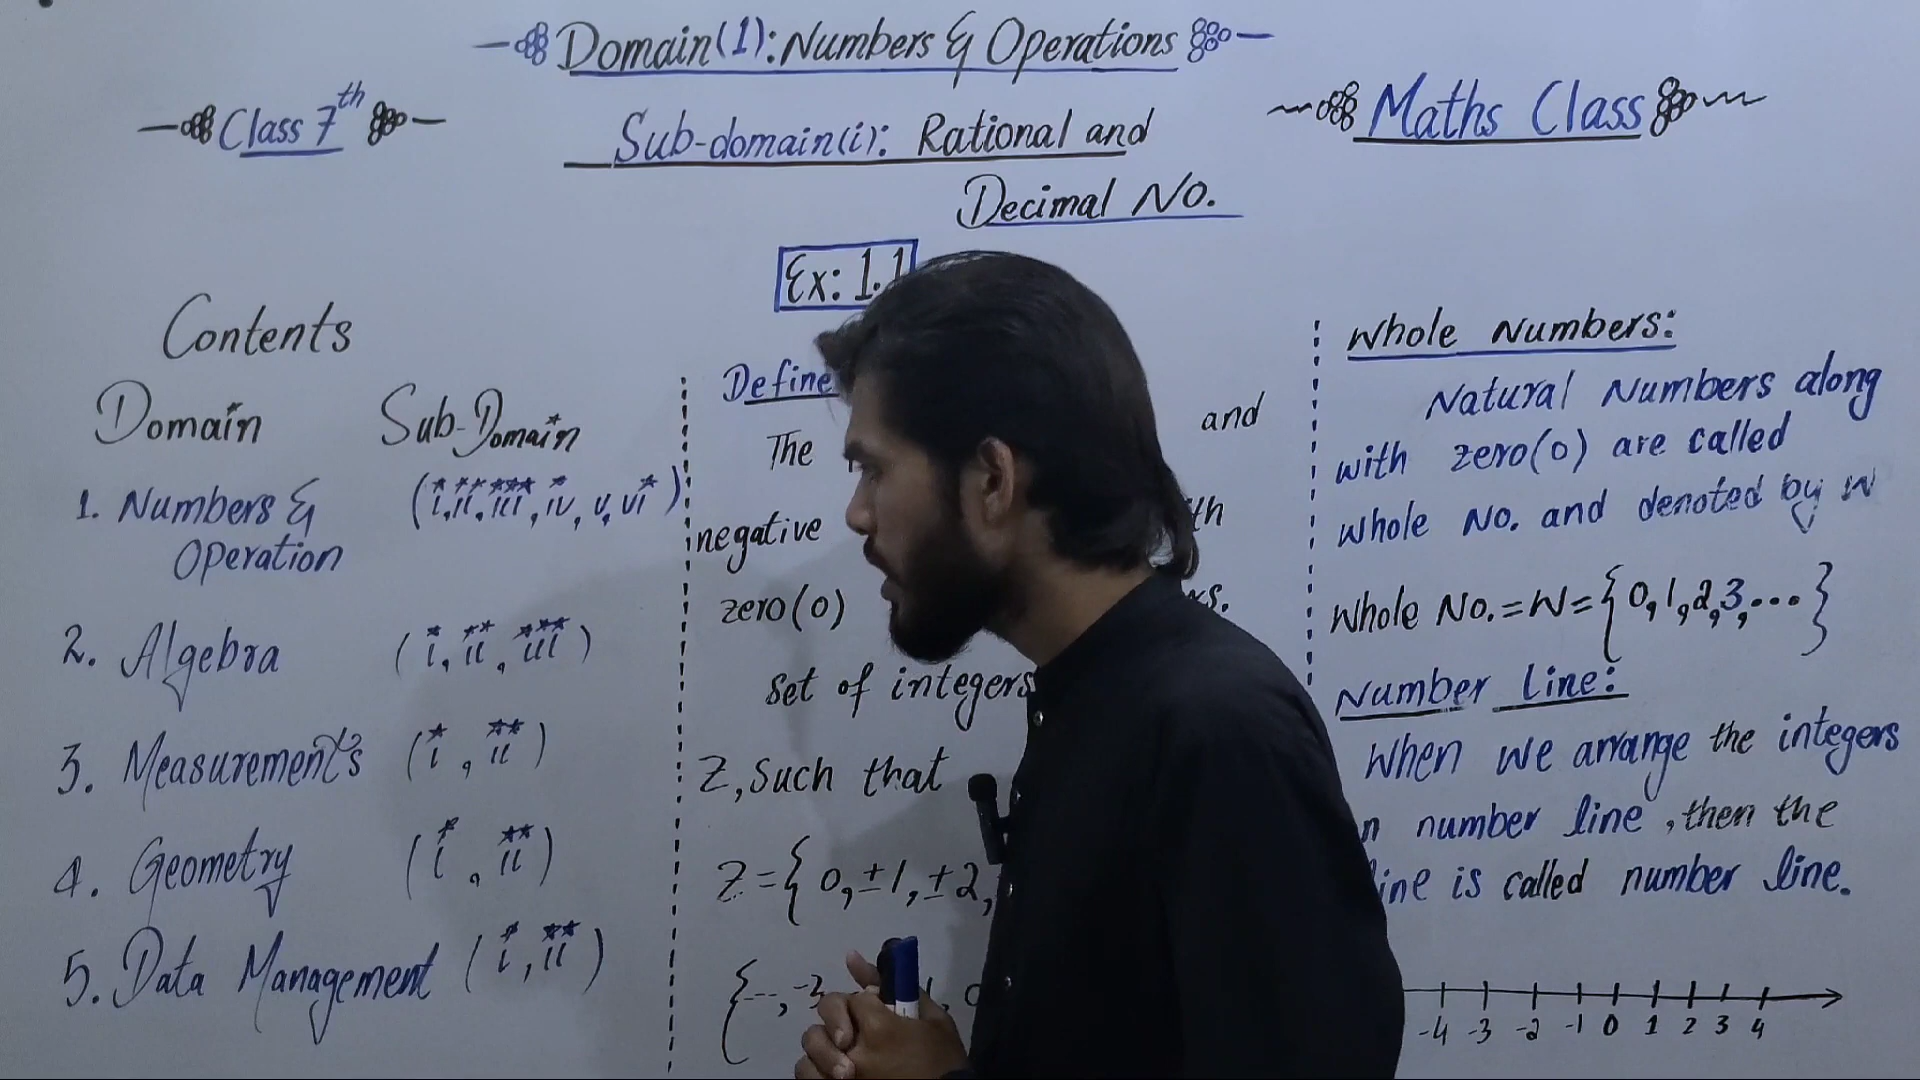 Domain(1): Numbers & Operations
Class 7th
Sub-domain(i): Rational and
Decimal No.
Maths Class
Ex: 1.1
Contents
Domain Sub-Domain
1. Numbers & (i, ii, iii, iv, v, vi)
Operation
2. Algebra (i, ii, iii)
3. Measurements (i, ii)
4. Geometry (i, ii)
5. Data Management (i, ii)
Define
The and
negative
zero(0)
set of integers
Z, such that
Z = { 0, ±1, ±2,
{ ---, -3
Whole Numbers:
Natural Numbers along
with zero(0) are called
whole No. and denoted by W
Whole No. = W = { 0, 1, 2, 3, ... }
Number Line:
When we arrange the integers
number line, then the
is called number line.
-4 -3 -2 -1 0 1 2 3 4